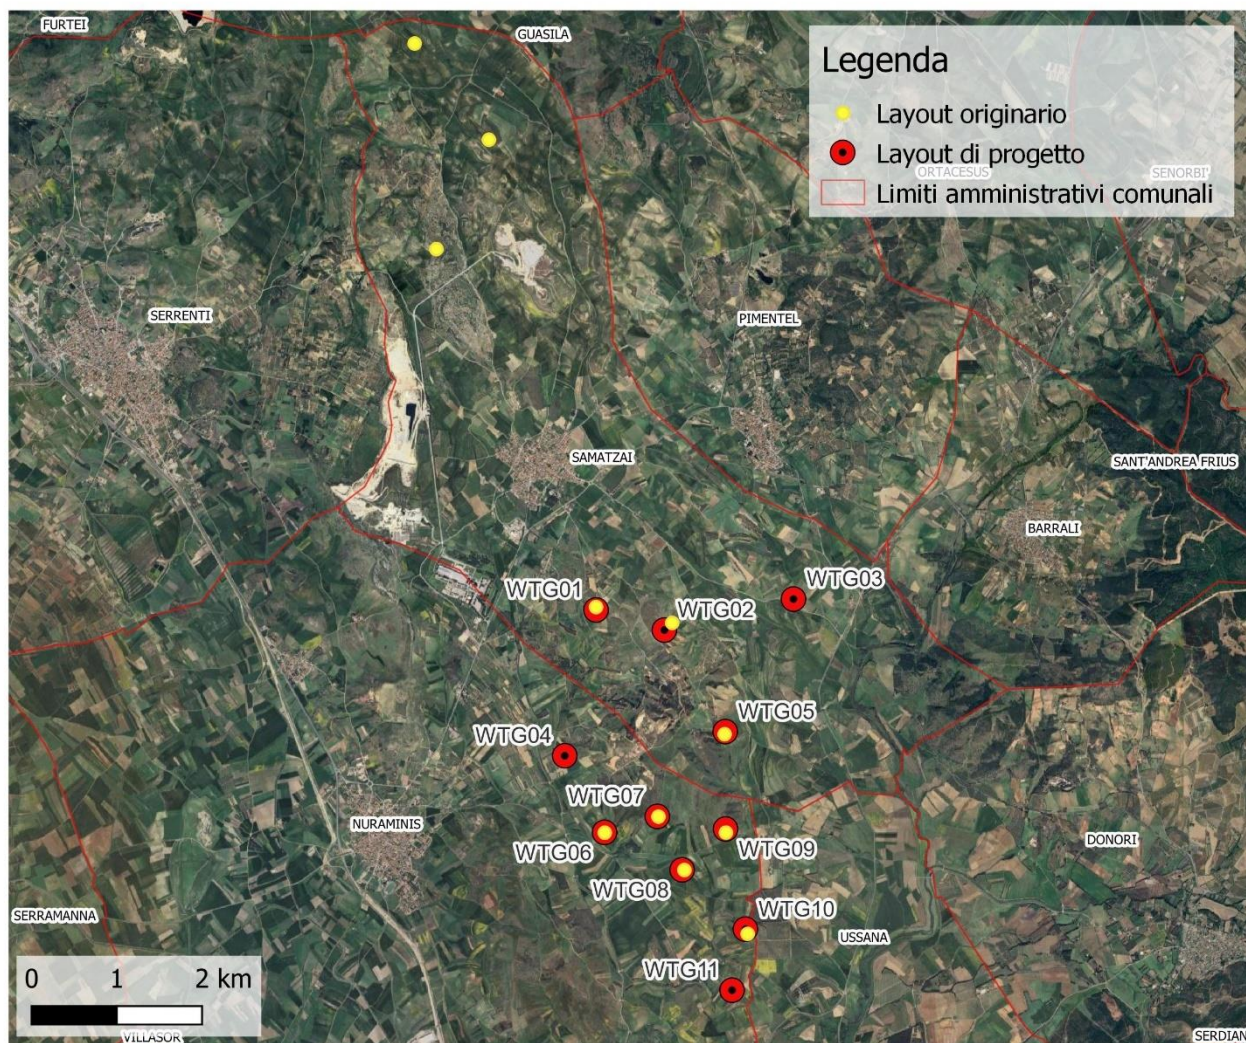 FURTEI
GUASILA
Legenda
Layout originario
Layout di progetto
ORTACESUS
SENORBI'
Limiti amministrativi comunali
SERRENTI
PIMENTEL
SAMATZAI
SANT'ANDREA FRIUS
BARRALI
WTG01
WTG02
WTG03
WTG05
WTG04
WTG07
NURAMINIS
WTG06
WTG09
DONORI
WTG08
SERRAMANNA
WTG10
USSANA
WTG11
0 1 2 km
VILLASOR
SERDIAN